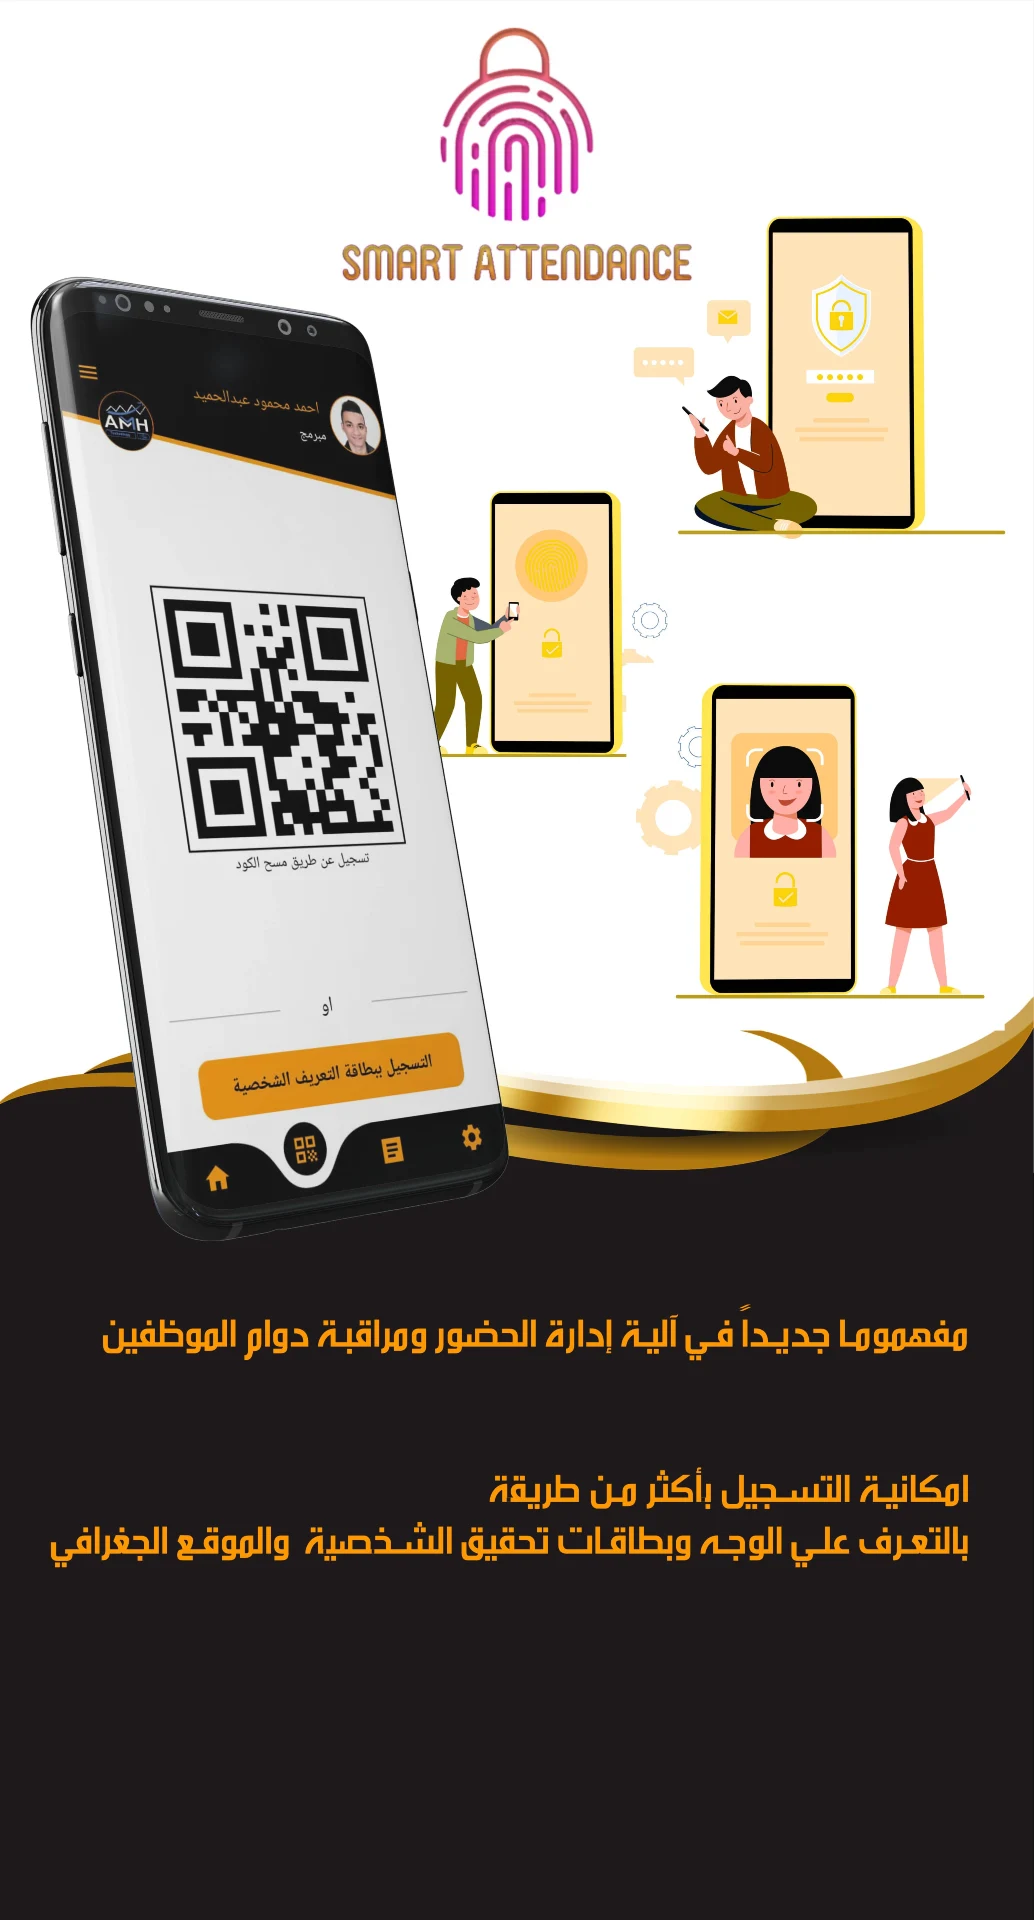 SMART ATTENDANCE
احمد محمود عبدالحميد
مبرمج
AMH
تسجيل عن طريق مسح الكود
او
التسجيل ببطاقة التعريف الشخصية
مفهموما جديداً في آلية إدارة الحضور ومراقبة دوام الموظفين
امكانية التسجيل بأكثر من طريقة
بالتعرف علي الوجه وبطاقات تحقيق الشخصية والموقع الجغرافي